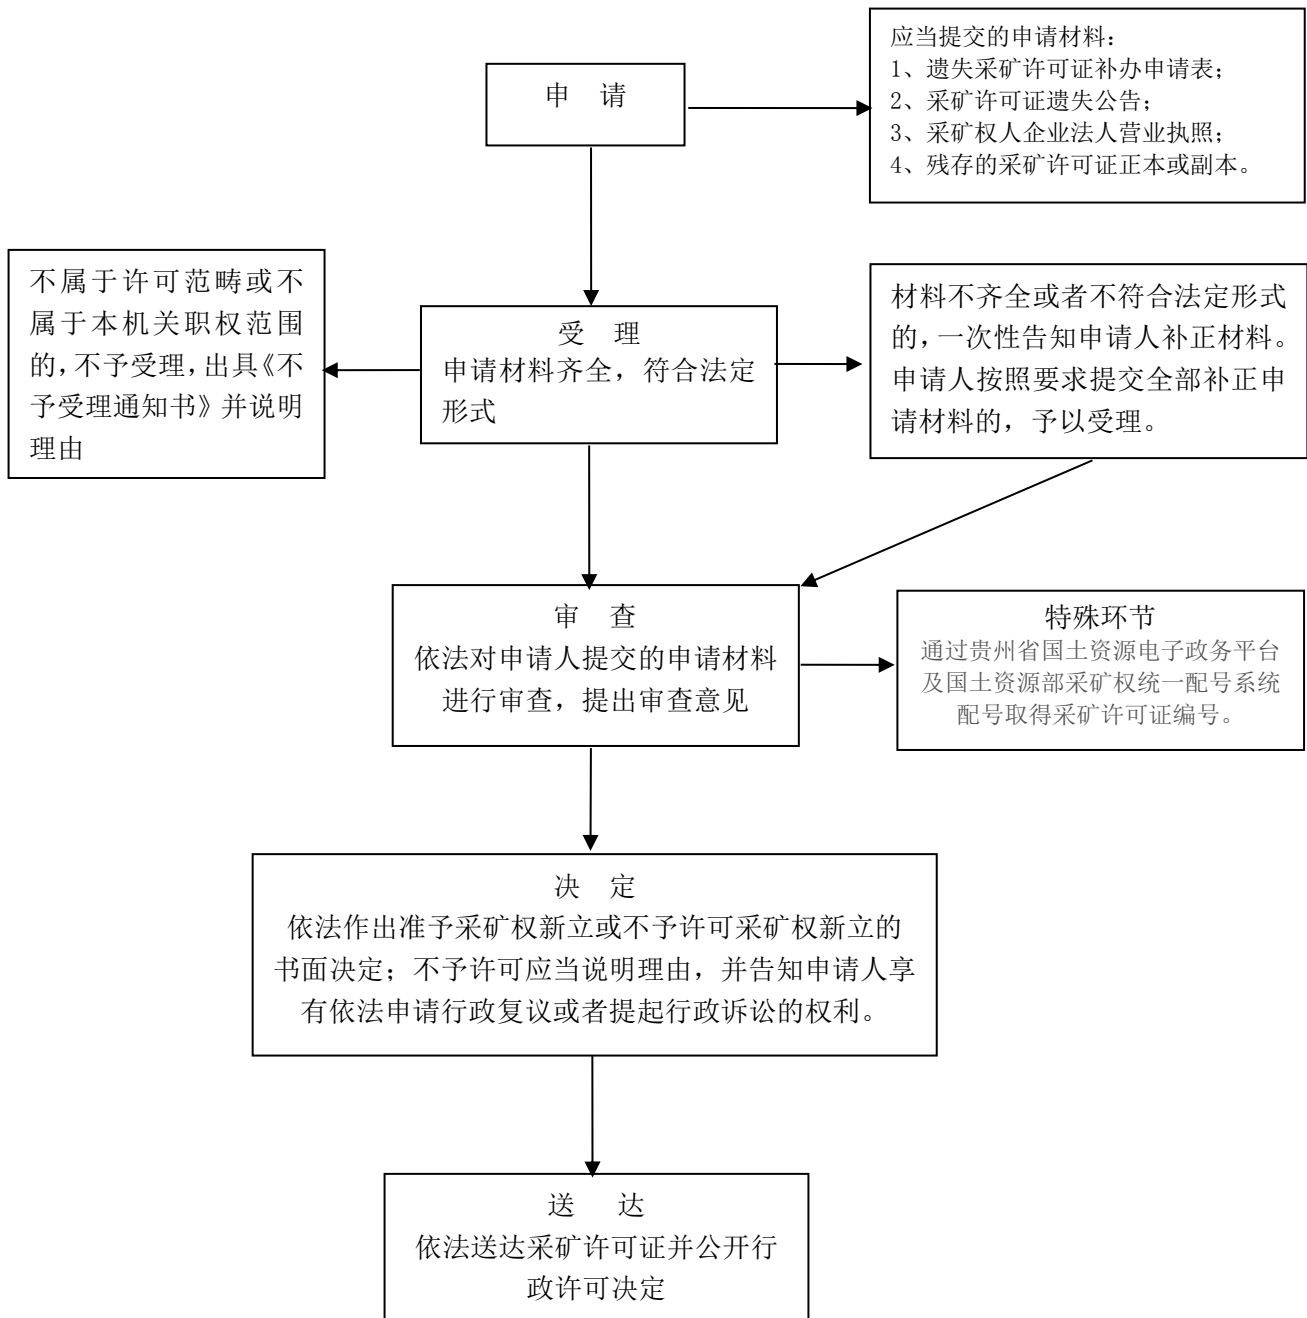 申 请
应当提交的申请材料：
1、遗失采矿许可证补办申请表；
2、采矿许可证遗失公告；
3、采矿权人企业法人营业执照；
4、残存的采矿许可证正本或副本。
不属于许可范畴或不
属于本机关职权范围
的，不予受理，出具《不
予受理通知书》并说明
理由
受 理
申请材料齐全，符合法定
形式
材料不齐全或者不符合法定形式
的，一次性告知申请人补正材料。
申请人按照要求提交全部补正申
请材料的，予以受理。
审 查
依法对申请人提交的申请材料
进行审查，提出审查意见
特殊环节
通过贵州省国土资源电子政务平台
及国土资源部采矿权统一配号系统
配号取得采矿许可证编号。
决 定
依法作出准予采矿权新立或不予许可采矿权新立的
书面决定；不予许可应当说明理由，并告知申请人享
有依法申请行政复议或者提起行政诉讼的权利。
送 达
依法送达采矿许可证并公开行
政许可决定